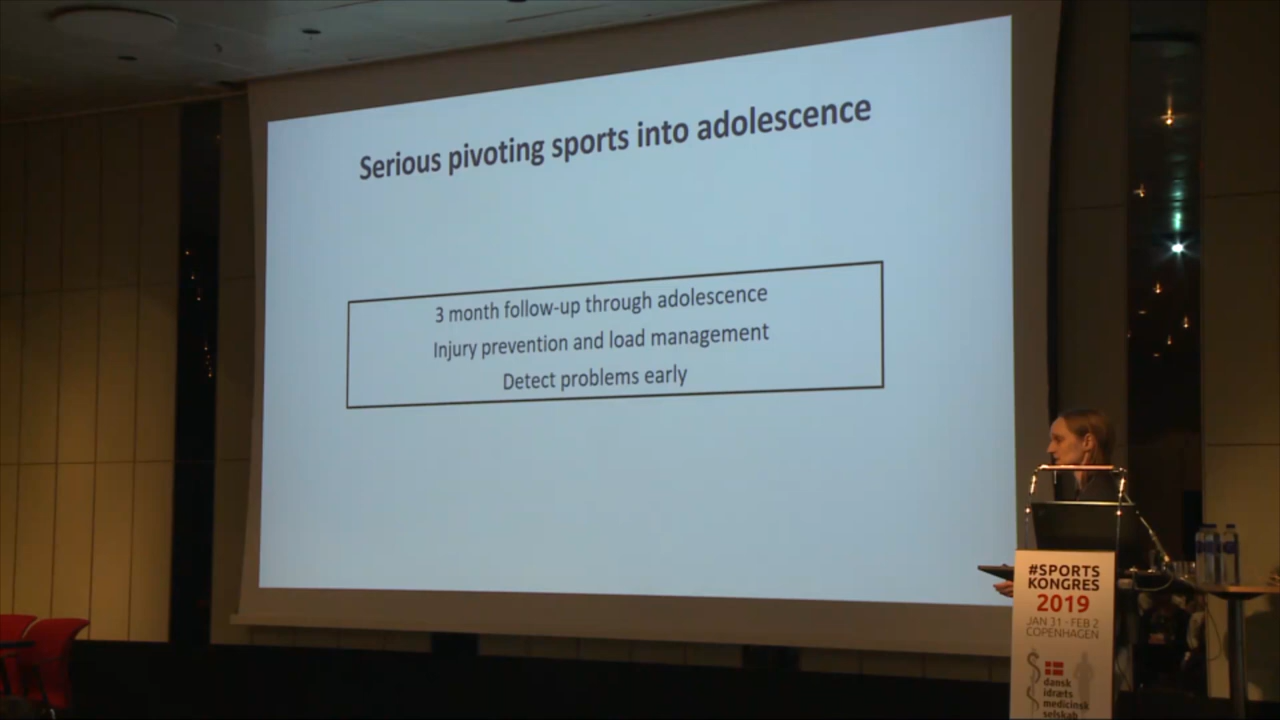 Serious pivoting sports into adolescence
3 month follow-up through adolescence
Injury prevention and load management
Detect problems early
#SPORTS
KONGRES
2019
JAN 31 - FEB 2
COPENHAGEN
dansk
idræts
medicinsk
selskab